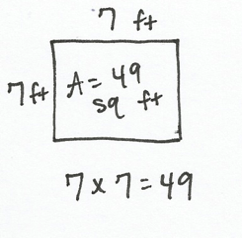 7 ft
7 ft
A = 49
sq ft
7 x 7 = 49